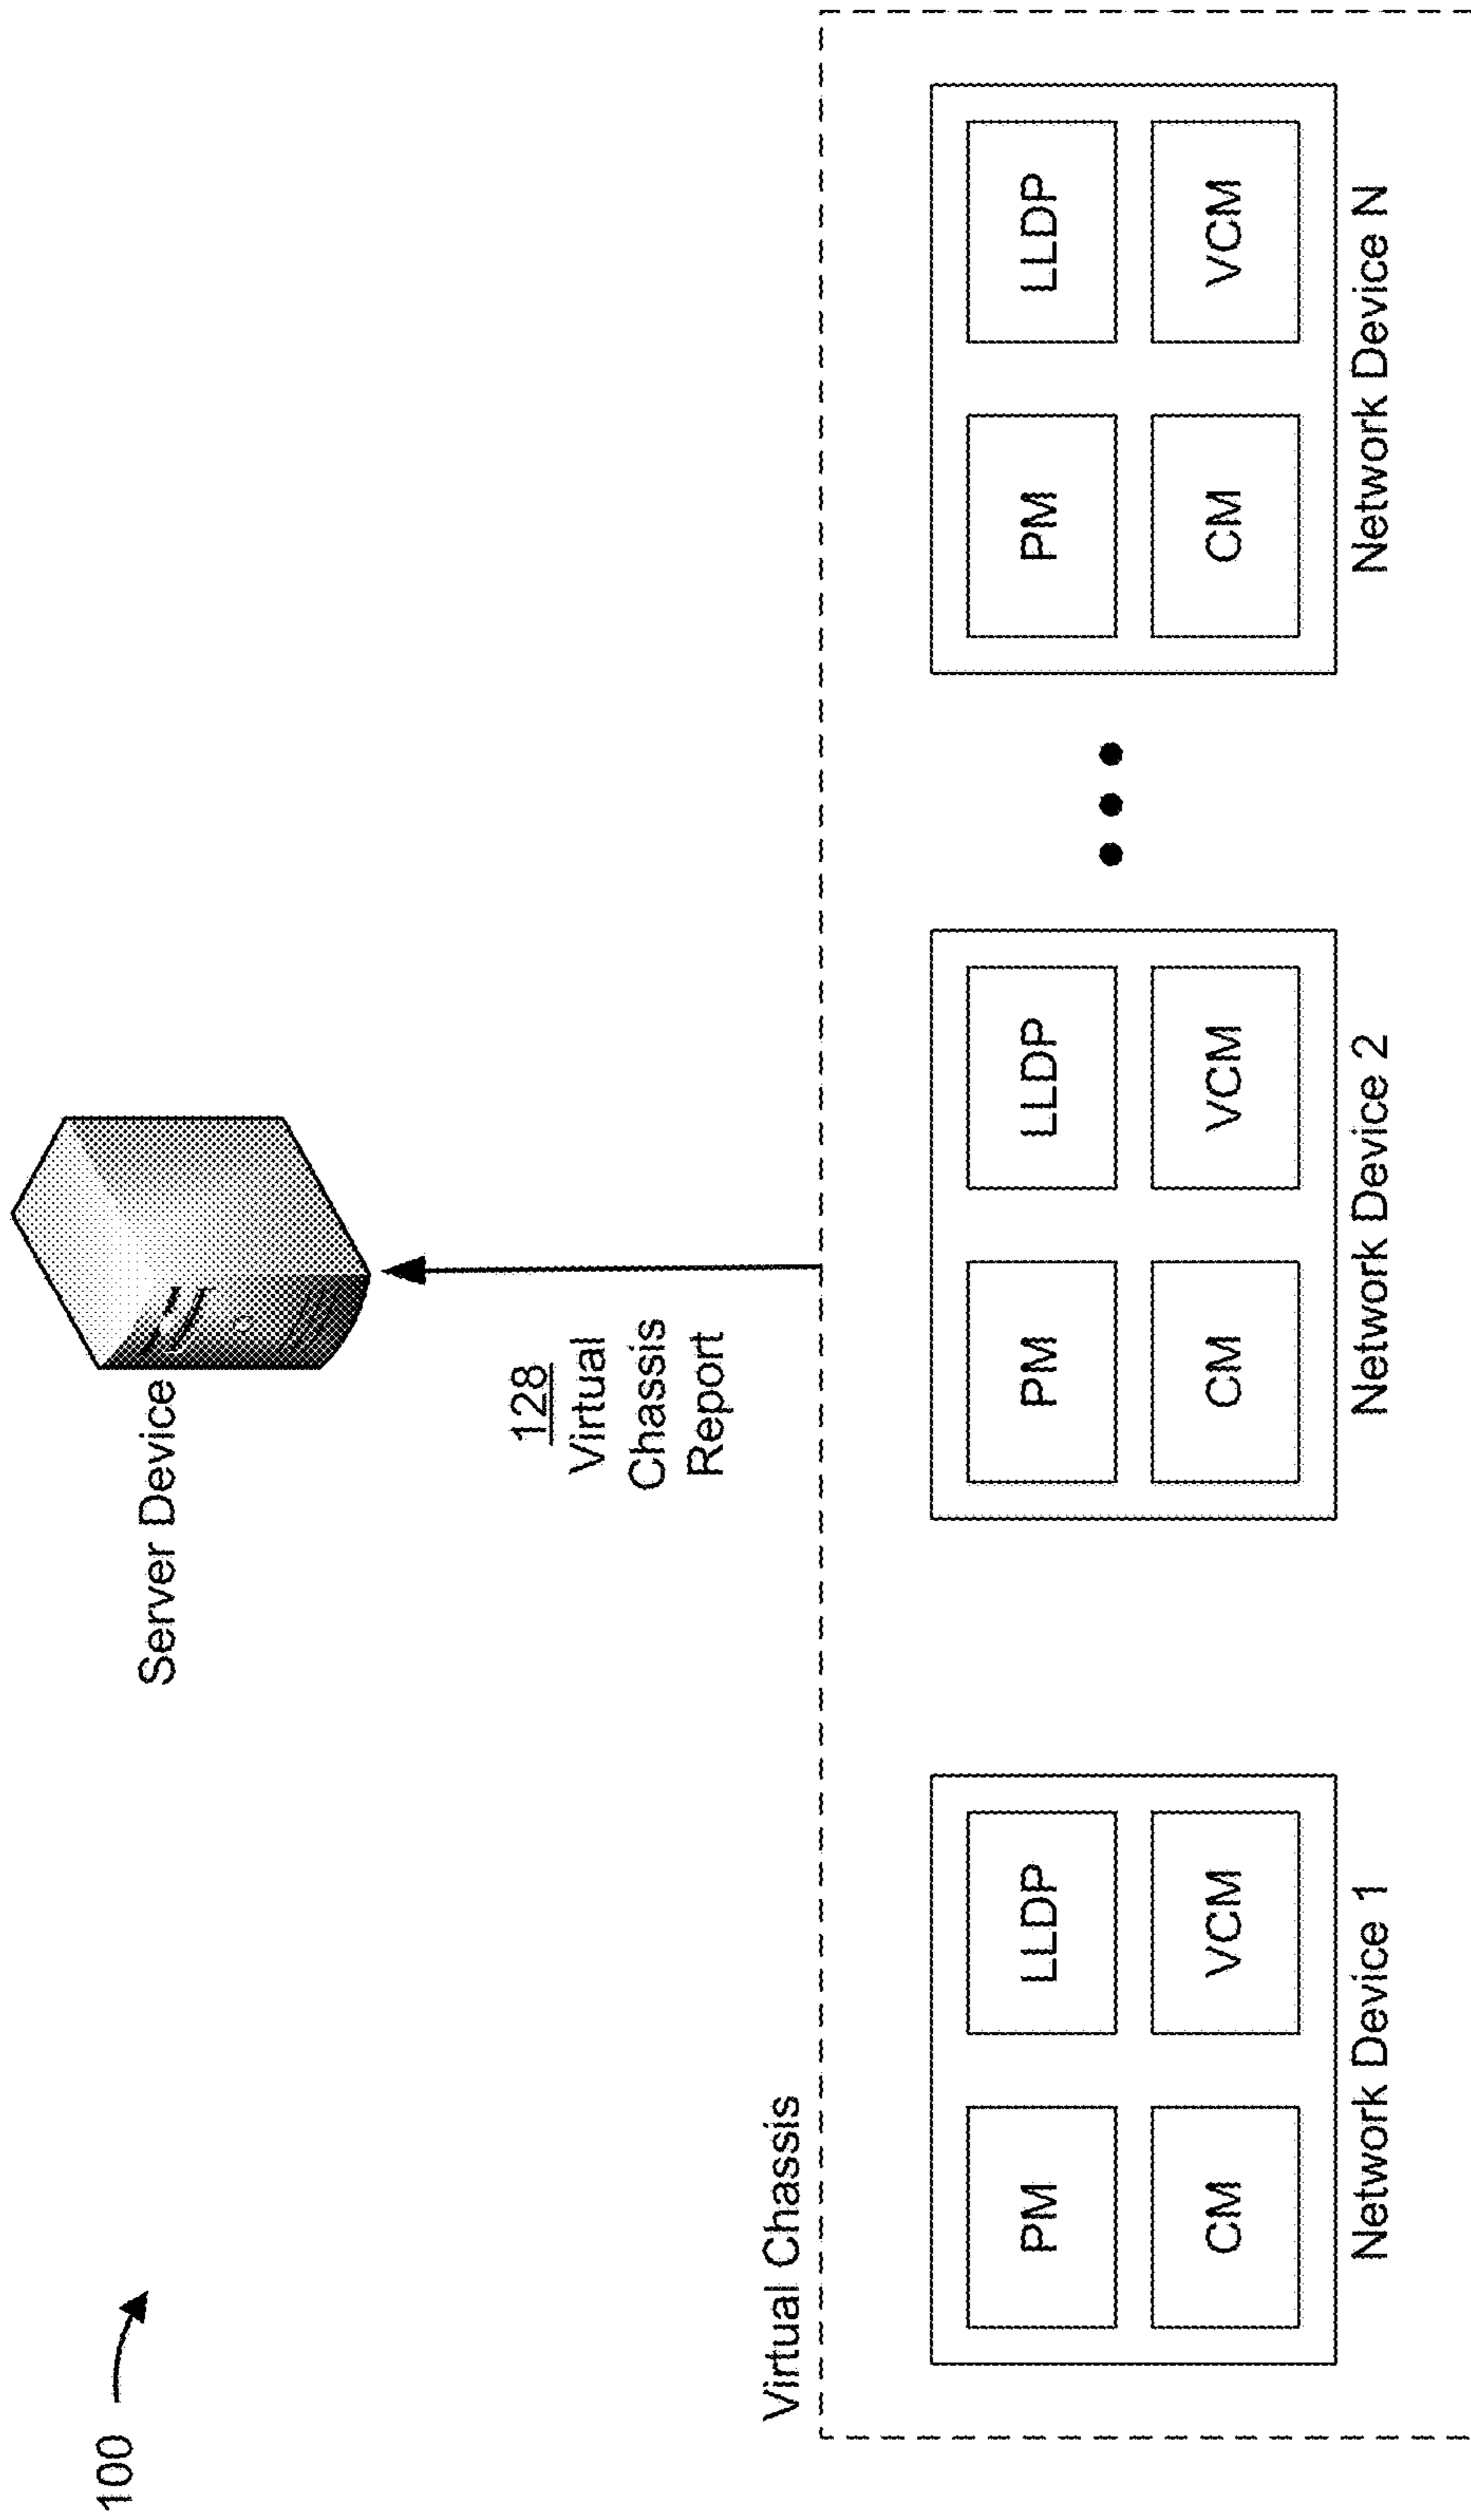 100
Server Device
128
Virtual
Chassis
Report
Virtual Chassis
PM LLDP
CM VCM
Network Device 1
PM LLDP
CM VCM
Network Device 2
PM LLDP
CM VCM
Network Device N